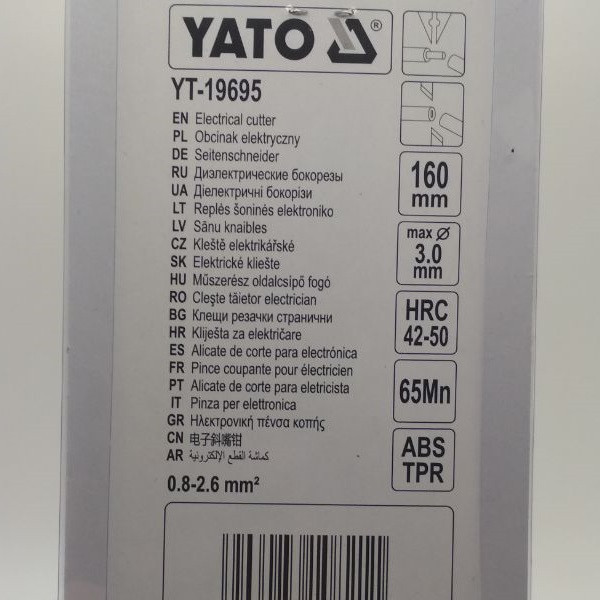 YATO ®
YT-19695
EN Electrical cutter
PL Obcinak elektryczny
DE Seitenschneider
RU Диэлектрические бокорезы
UA Діелектричні бокорізи
LT Replės šoninės elektroniko
LV Sānu knaibles
CZ Kleště elektrikářské
SK Elektrické kliešte
HU Műszerész oldalcsípő fogó
RO Cleşte tăietor electrician
BG Клещи резачки странични
HR Kliješta za električare
ES Alicate de corte para electrónica
FR Pince coupante pour électricien
PT Alicate de corte para eletricista
IT Pinza per elettronica
GR Ηλεκτρονική πένσα κοπής
CN 电子斜嘴钳
AR كماشة القطع الإلكترونية
0.8-2.6 mm²
160
mm
max Ø
3.0
mm
HRC
42-50
65Mn
ABS
TPR